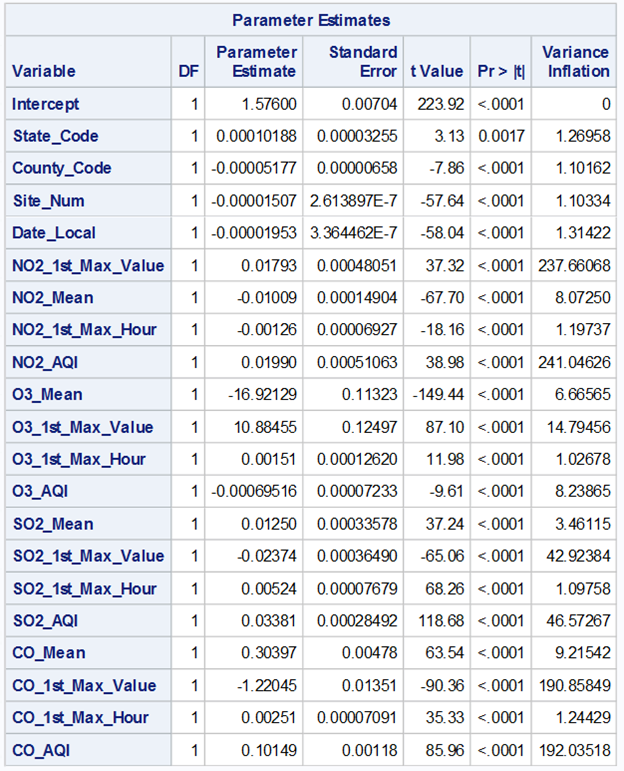 Parameter Estimates
Variable DF Parameter Estimate Standard Error t Value Pr > |t| Variance Inflation
Intercept 1 1.57600 0.00704 223.92 <.0001 0
State_Code 1 0.00010188 0.00003255 3.13 0.0017 1.26958
County_Code 1 -0.00005177 0.00000658 -7.86 <.0001 1.10162
Site_Num 1 -0.00001507 2.613897E-7 -57.64 <.0001 1.10334
Date_Local 1 -0.00001953 3.364462E-7 -58.04 <.0001 1.31422
NO2_1st_Max_Value 1 0.01793 0.00048051 37.32 <.0001 237.66068
NO2_Mean 1 -0.01009 0.00014904 -67.70 <.0001 8.07250
NO2_1st_Max_Hour 1 -0.00126 0.00006927 -18.16 <.0001 1.19737
NO2_AQI 1 0.01990 0.00051063 38.98 <.0001 241.04626
O3_Mean 1 -16.92129 0.11323 -149.44 <.0001 6.66565
O3_1st_Max_Value 1 10.88455 0.12497 87.10 <.0001 14.79456
O3_1st_Max_Hour 1 0.00151 0.00012620 11.98 <.0001 1.02678
O3_AQI 1 -0.00069516 0.00007233 -9.61 <.0001 8.23865
SO2_Mean 1 0.01250 0.00033578 37.24 <.0001 3.46115
SO2_1st_Max_Value 1 -0.02374 0.00036490 -65.06 <.0001 42.92384
SO2_1st_Max_Hour 1 0.00524 0.00007679 68.26 <.0001 1.09758
SO2_AQI 1 0.03381 0.00028492 118.68 <.0001 46.57267
CO_Mean 1 0.30397 0.00478 63.54 <.0001 9.21542
CO_1st_Max_Value 1 -1.22045 0.01351 -90.36 <.0001 190.85849
CO_1st_Max_Hour 1 0.00251 0.00007091 35.33 <.0001 1.24429
CO_AQI 1 0.10149 0.00118 85.96 <.0001 192.03518